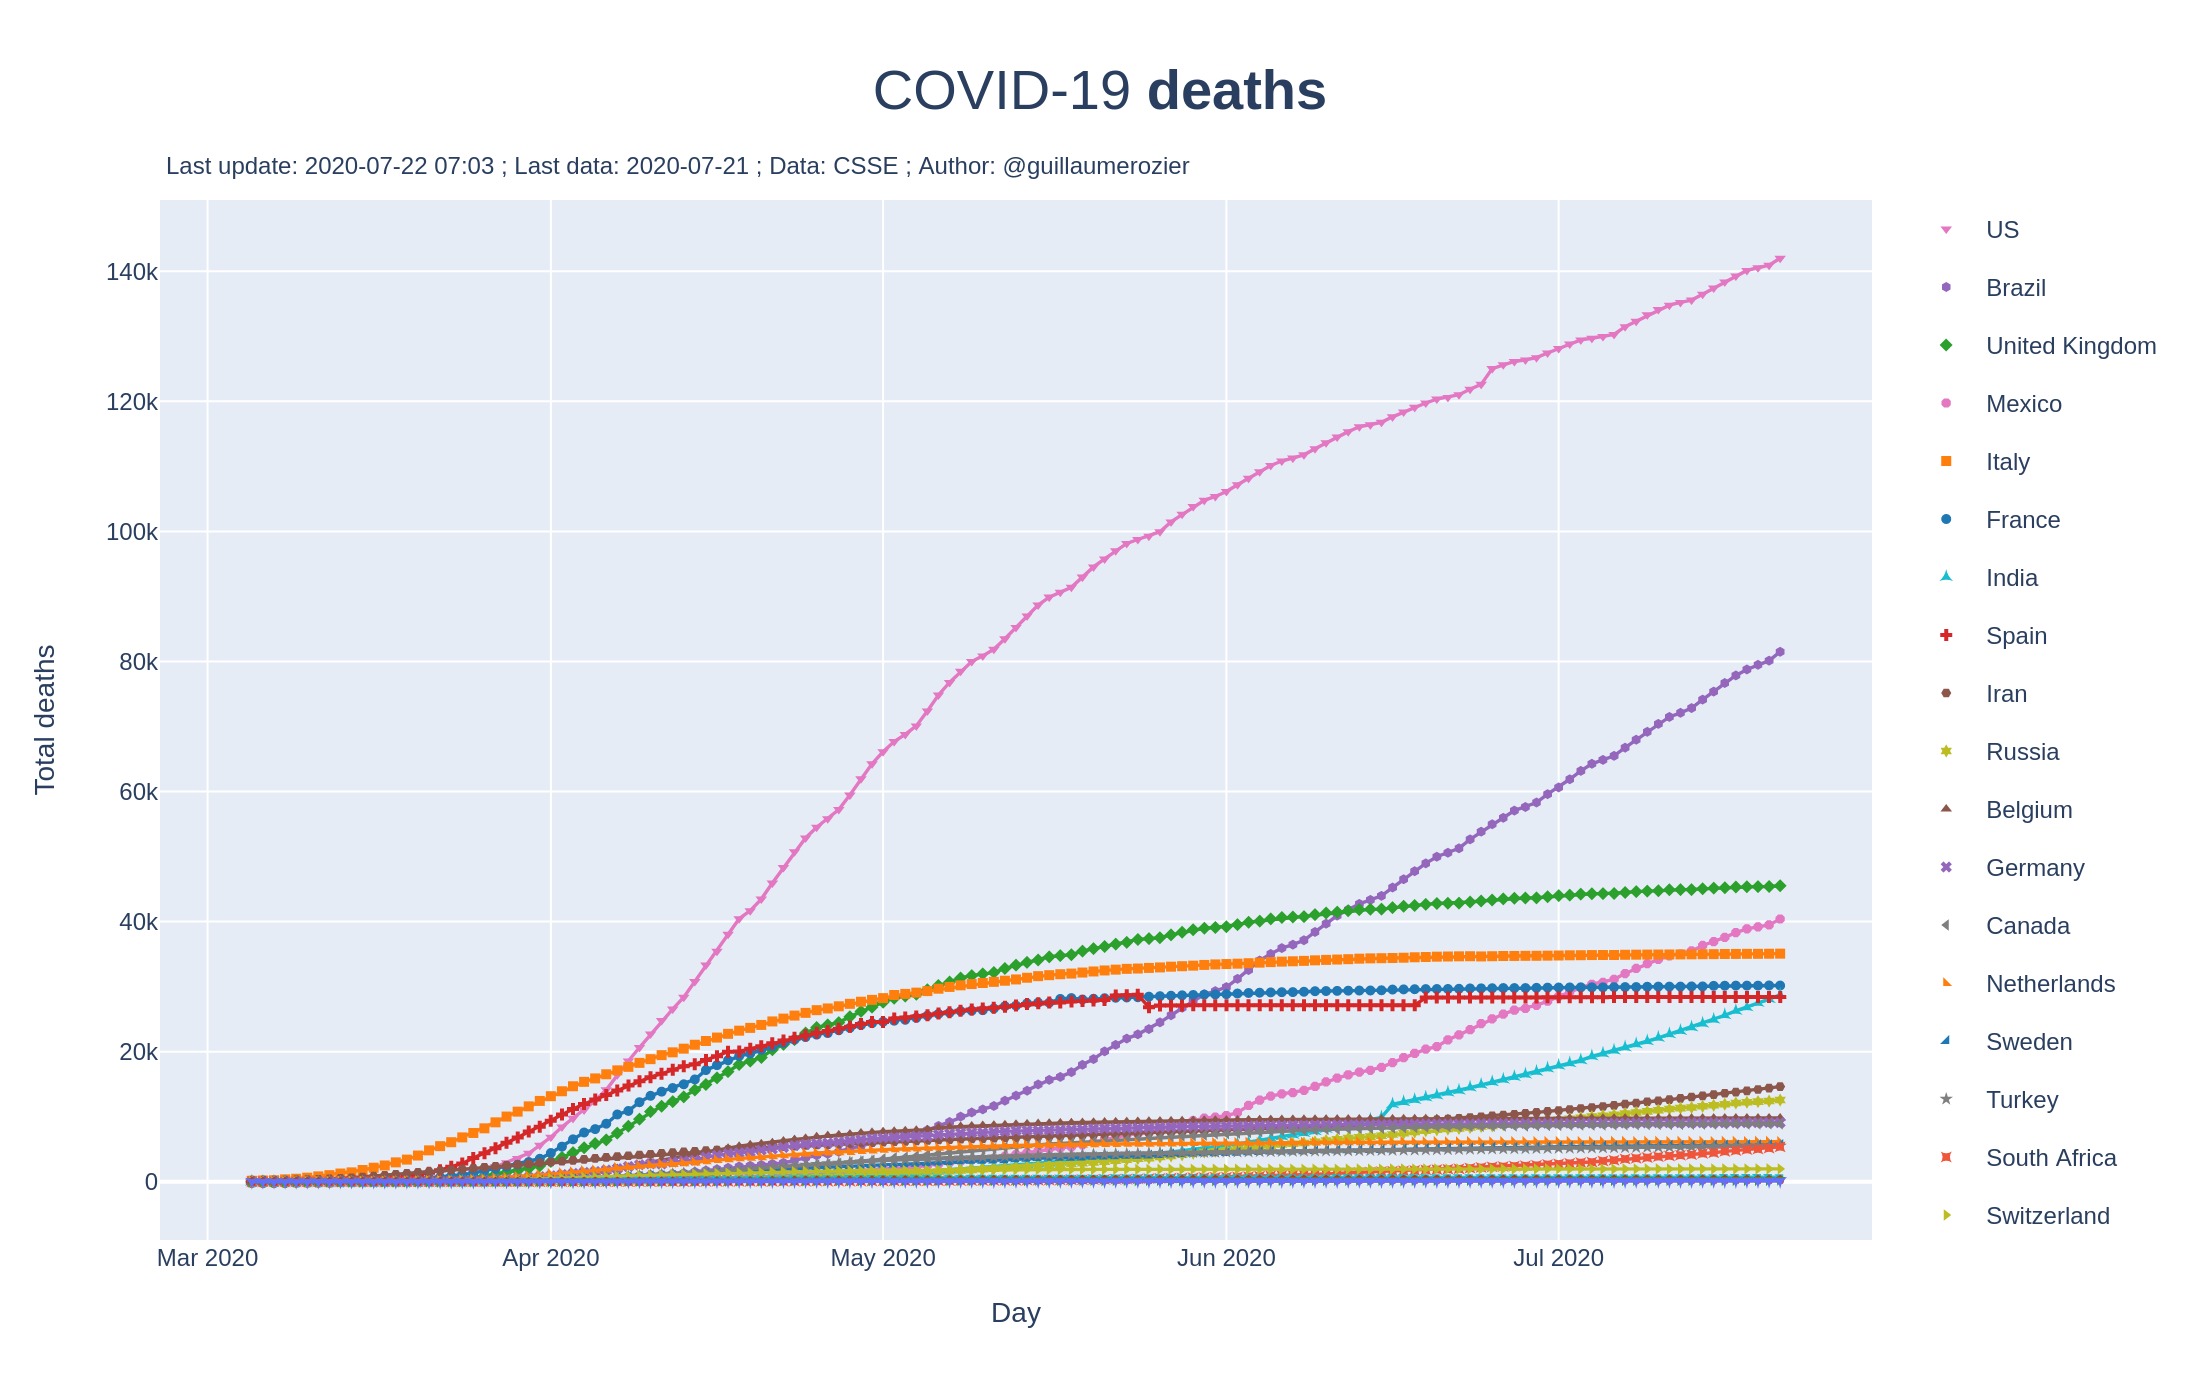 COVID-19 deaths
Last update: 2020-07-22 07:03 ; Last data: 2020-07-21 ; Data: CSSE ; Author: @guillaumerozier
140k
120k
100k
80k
60k
40k
20k
0
Total deaths
Mar 2020
Apr 2020
May 2020
Jun 2020
Jul 2020
Day
US
Brazil
United Kingdom
Mexico
Italy
France
India
Spain
Iran
Russia
Belgium
Germany
Canada
Netherlands
Sweden
Turkey
South Africa
Switzerland